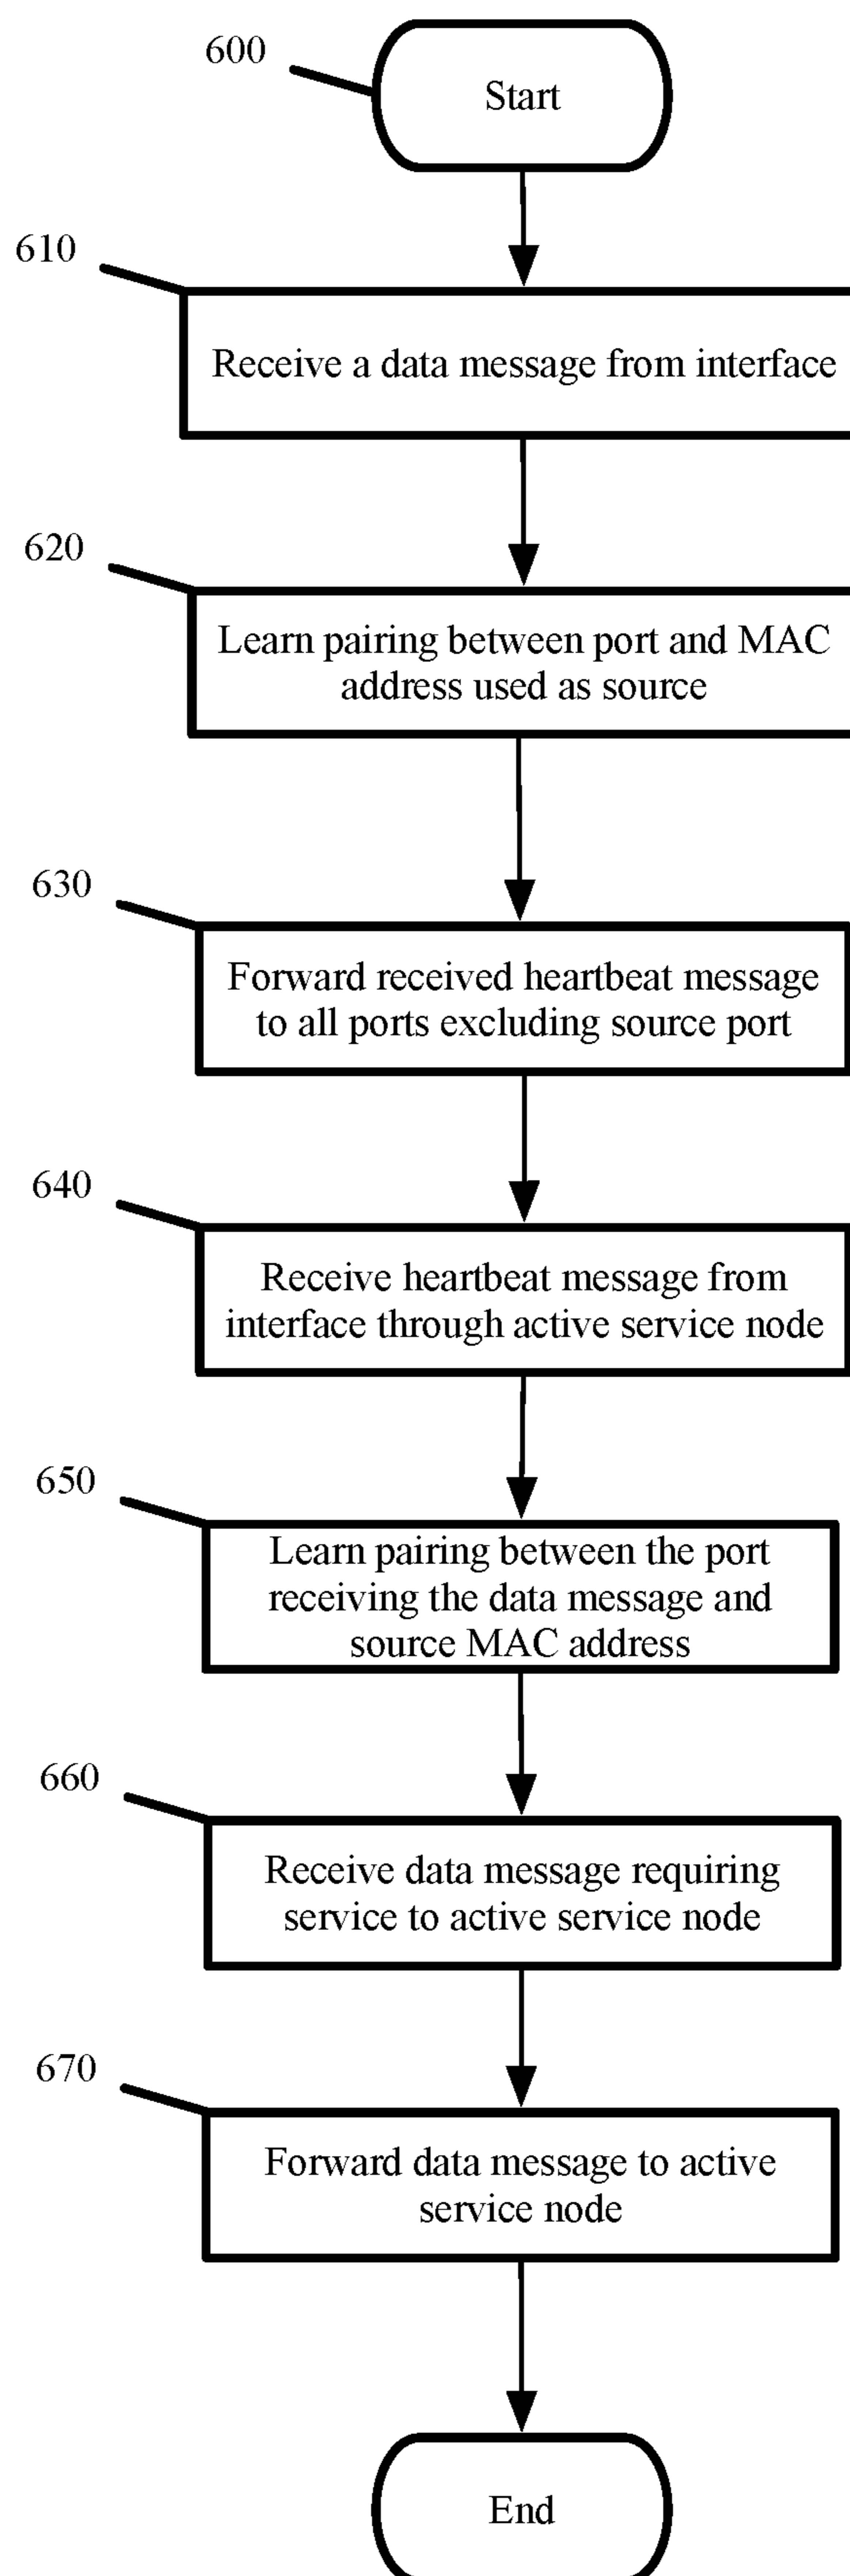 600
Start
610
Receive a data message from interface
620
Learn pairing between port and MAC
address used as source
630
Forward received heartbeat message
to all ports excluding source port
640
Receive heartbeat message from
interface through active service node
650
Learn pairing between the port
receiving the data message and
source MAC address
660
Receive data message requiring
service to active service node
670
Forward data message to active
service node
End